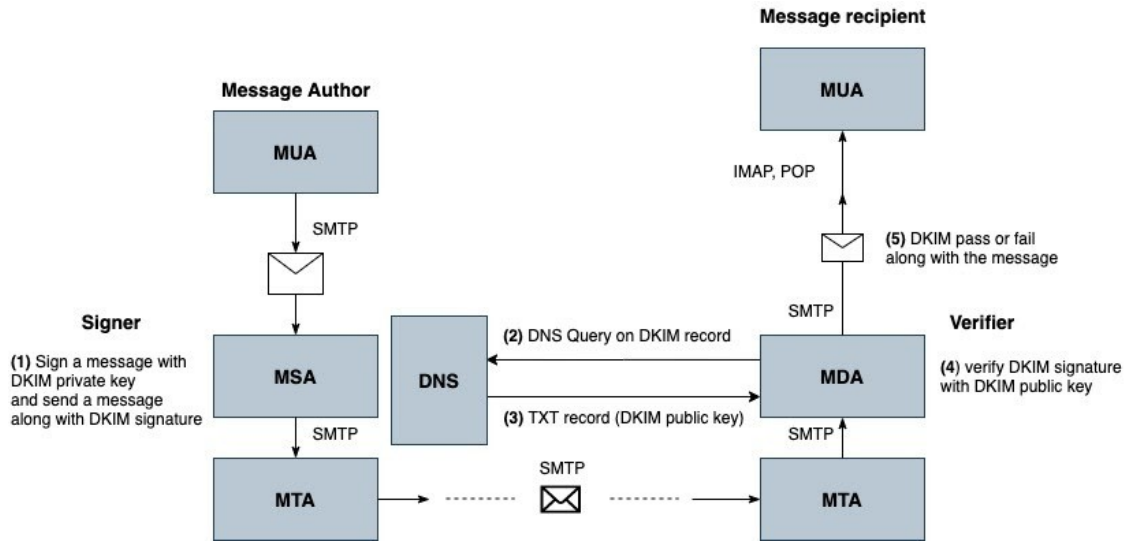 Message recipient
MUA
Message Author
MUA
IMAP, POP
SMTP
(5) DKIM pass or fail
along with the message
SMTP
Signer
Verifier
(1) Sign a message with
DKIM private key
and send a message
along with DKIM signature
MSA
DNS
(2) DNS Query on DKIM record
(3) TXT record (DKIM public key)
MDA
(4) verify DKIM signature
with DKIM public key
SMTP
SMTP
MTA
SMTP
MTA